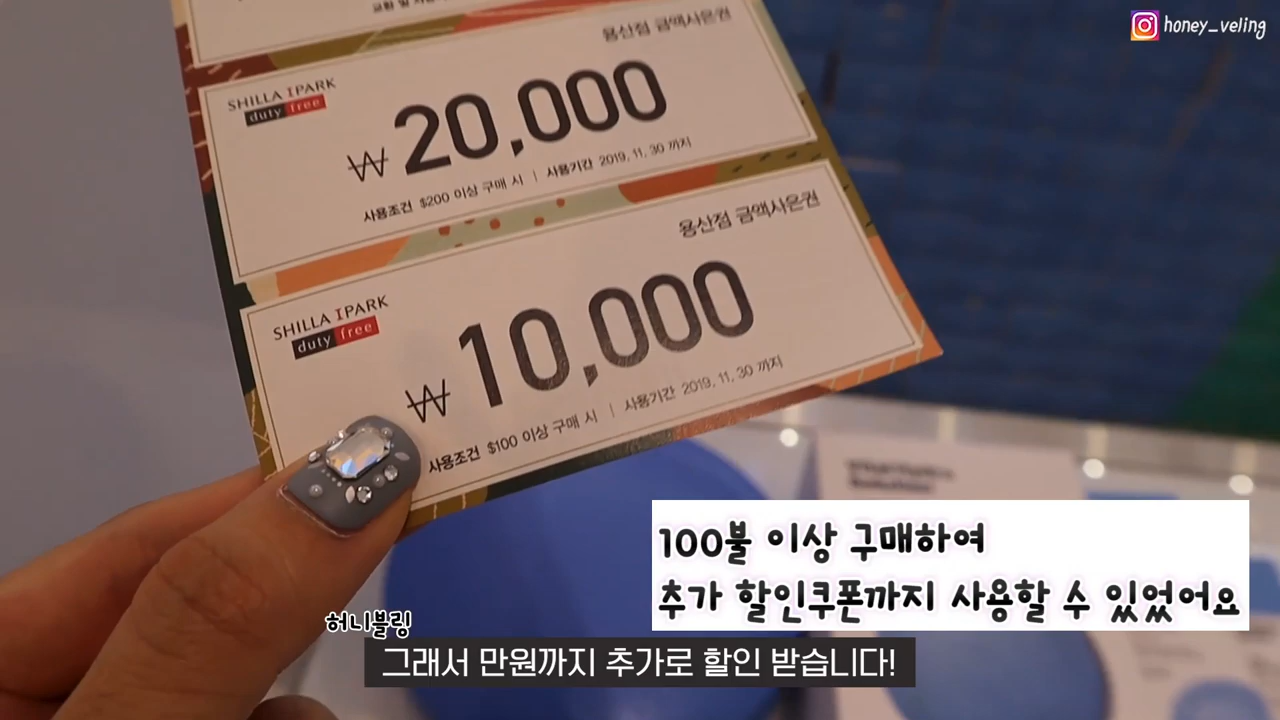 honey_veling
용산점 금액사은권
SHILLA IPARK
duty free
₩ 20,000
사용조건 $200 이상 구매 시 | 사용기간 2019. 11. 30 까지
용산점 금액사은권
SHILLA IPARK
duty free
₩ 10,000
사용조건 $100 이상 구매 시 | 사용기간 2019. 11. 30 까지
100불 이상 구매하여
추가 할인쿠폰까지 사용할 수 있었어요
허니블링
그래서 만원까지 추가로 할인 받습니다!